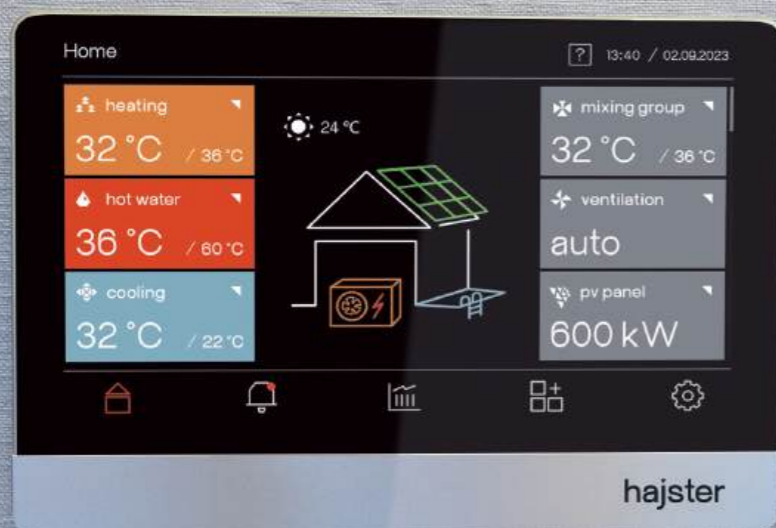 Home
? 13:40 / 02.09.2023
heating
32 °C / 36 °C
hot water
36 °C / 60 °C
cooling
32 °C / 22 °C
24 °C
mixing group
32 °C / 36 °C
ventilation
auto
pv panel
600 kW
hajster